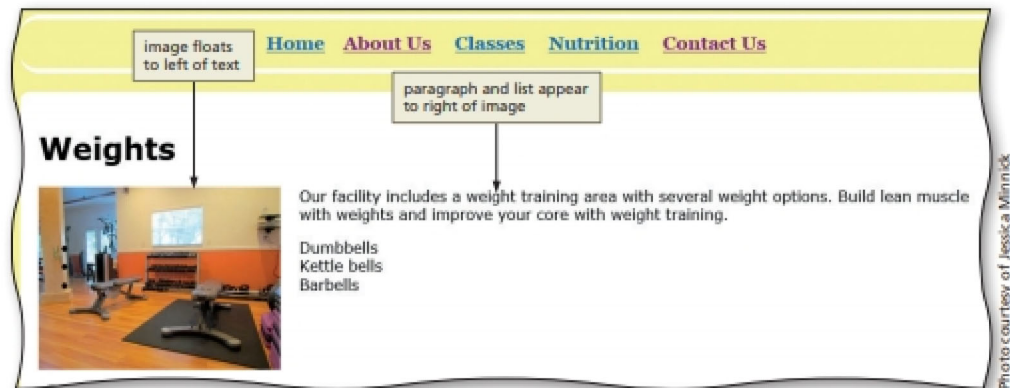 image floats
to left of text
Home About Us Classes Nutrition Contact Us
paragraph and list appear
to right of image
Weights
Our facility includes a weight training area with several weight options. Build lean muscle
with weights and improve your core with weight training.
Dumbbells
Kettle bells
Barbells
Photo courtesy of Jessica Minnick